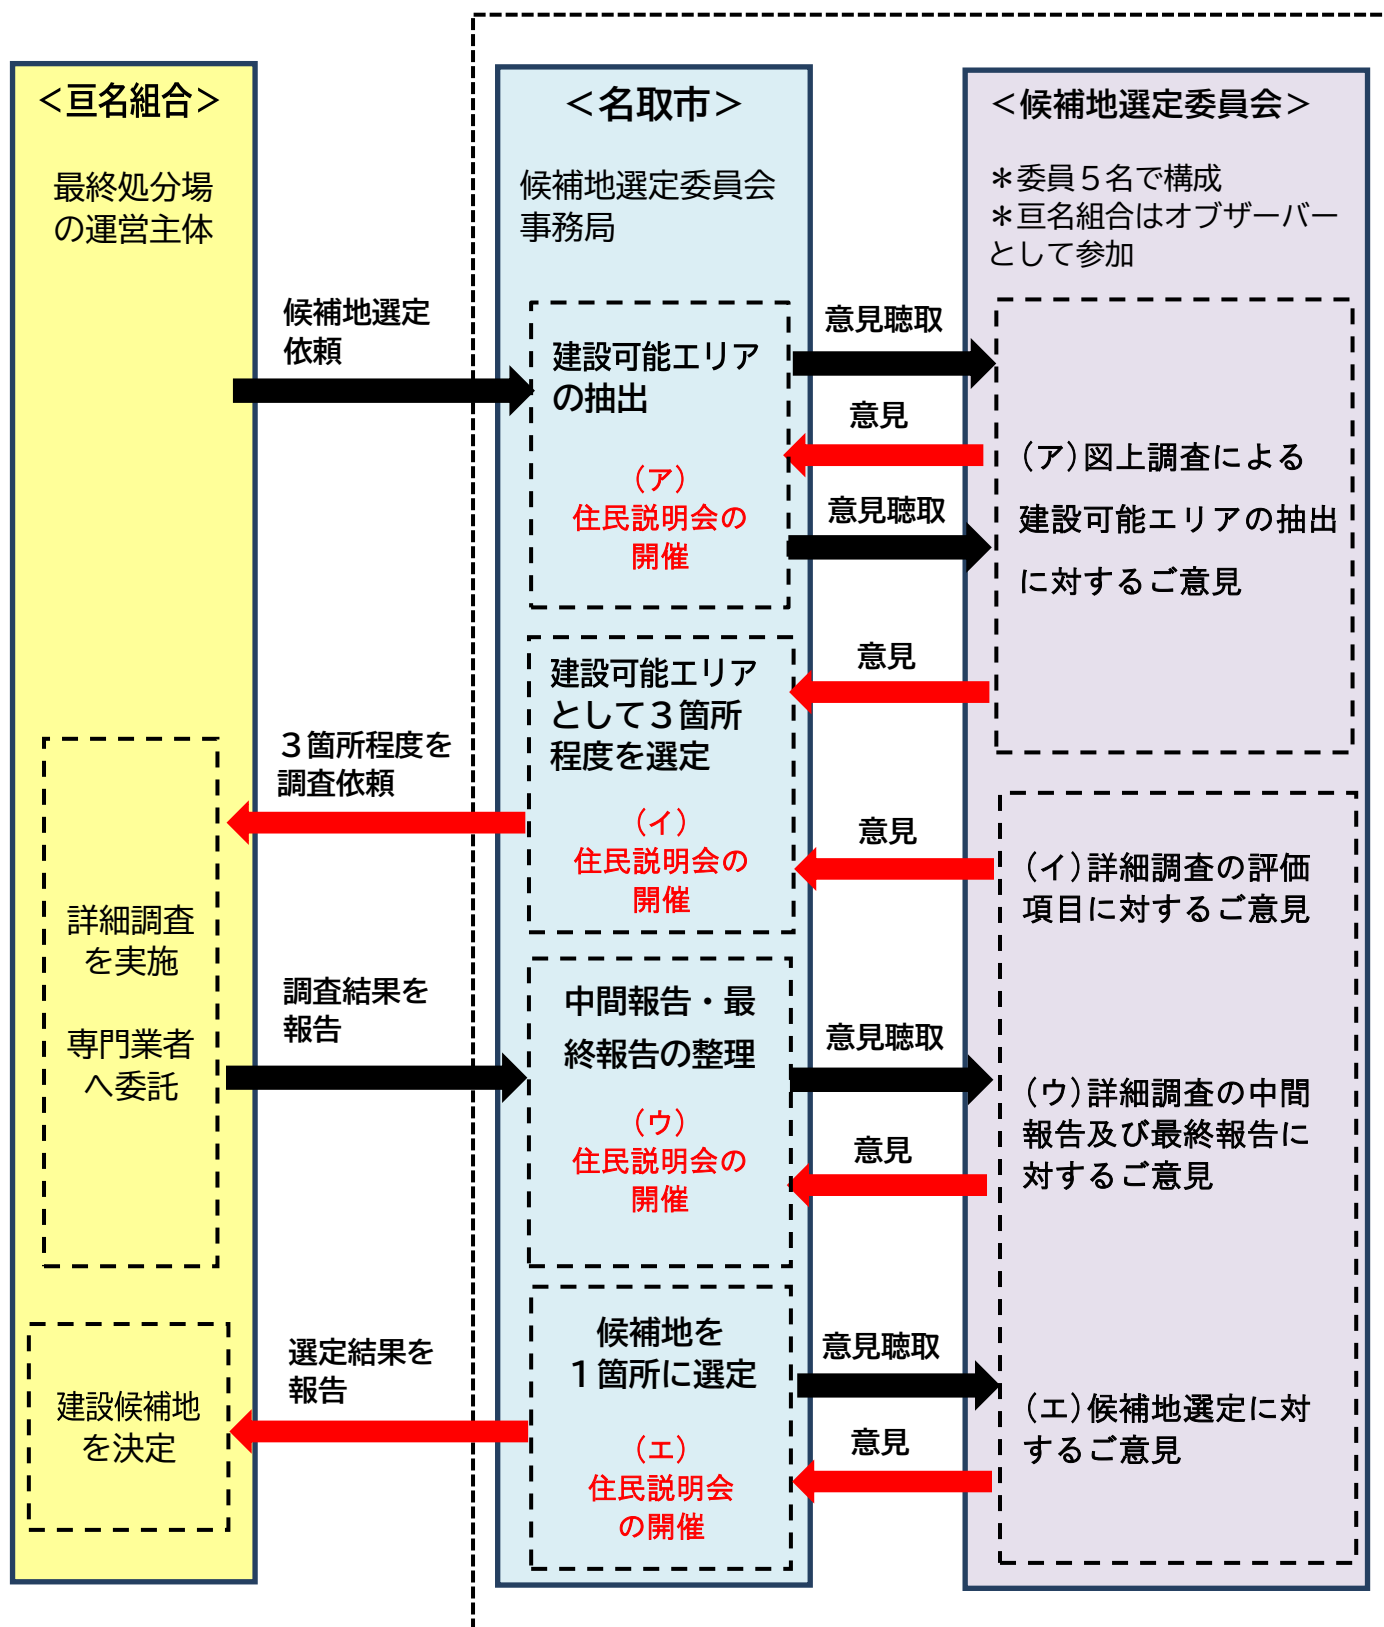 ＜亘名組合＞
最終処分場
の運営主体
候補地選定
依頼
３箇所程度を
調査依頼
詳細調査
を実施
専門業者
へ委託
調査結果を
報告
選定結果を
報告
建設候補地
を決定
＜名取市＞
候補地選定委員会
事務局
建設可能エリア
の抽出
（ア）
住民説明会の
開催
建設可能エリア
として３箇所
程度を選定
（イ）
住民説明会の
開催
中間報告・最
終報告の整理
（ウ）
住民説明会の
開催
候補地を
１箇所に選定
（エ）
住民説明会
の開催
意見聴取
意見
意見聴取
意見
意見
意見聴取
意見
意見聴取
意見
＜候補地選定委員会＞
＊委員５名で構成
＊亘名組合はオブザーバー
として参加
（ア）図上調査による
建設可能エリアの抽出
に対するご意見
（イ）詳細調査の評価
項目に対するご意見
（ウ）詳細調査の中間
報告及び最終報告に
対するご意見
（エ）候補地選定に対
するご意見